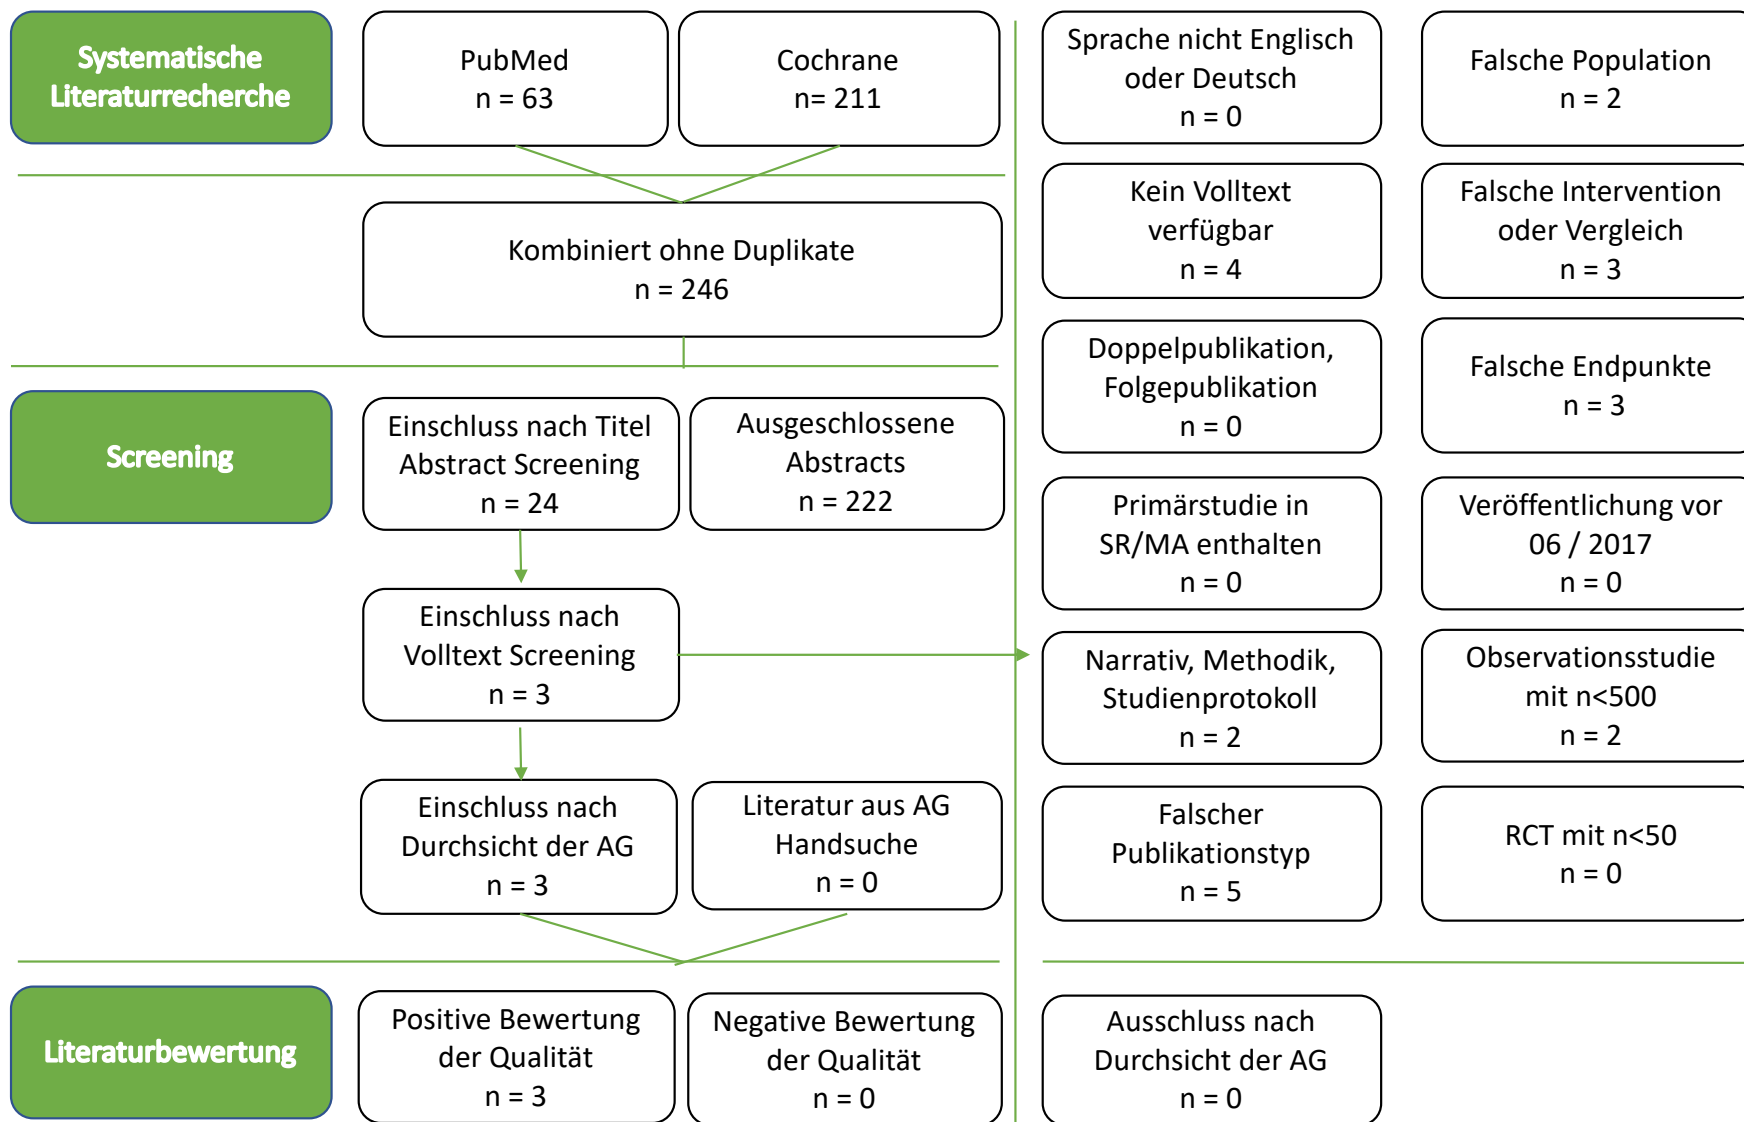 Systematische
Literaturrecherche
PubMed
n = 63
Cochrane
n= 211
Kombiniert ohne Duplikate
n = 246
Screening
Einschluss nach Titel
Abstract Screening
n = 24
Ausgeschlossene
Abstracts
n = 222
Einschluss nach
Volltext Screening
n = 3
Einschluss nach
Durchsicht der AG
n = 3
Literatur aus AG
Handsuche
n = 0
Literaturbewertung
Positive Bewertung
der Qualität
n = 3
Negative Bewertung
der Qualität
n = 0
Sprache nicht Englisch
oder Deutsch
n = 0
Falsche Population
n = 2
Kein Volltext
verfügbar
n = 4
Falsche Intervention
oder Vergleich
n = 3
Doppelpublikation,
Folgepublikation
n = 0
Falsche Endpunkte
n = 3
Primärstudie in
SR/MA enthalten
n = 0
Veröffentlichung vor
06 / 2017
n = 0
Narrativ, Methodik,
Studienprotokoll
n = 2
Observationsstudie
mit n<500
n = 2
Falscher
Publikationstyp
n = 5
RCT mit n<50
n = 0
Ausschluss nach
Durchsicht der AG
n = 0